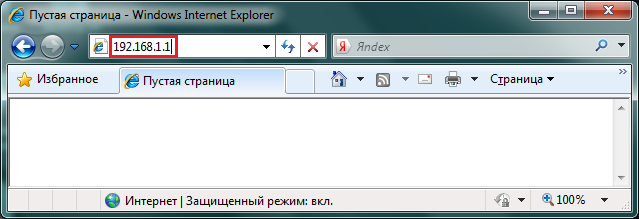 Пустая страница - Windows Internet Explorer
192.168.1.1
Яndex
Избранное
Пустая страница
Страница
Интернет | Защищенный режим: вкл.
100%